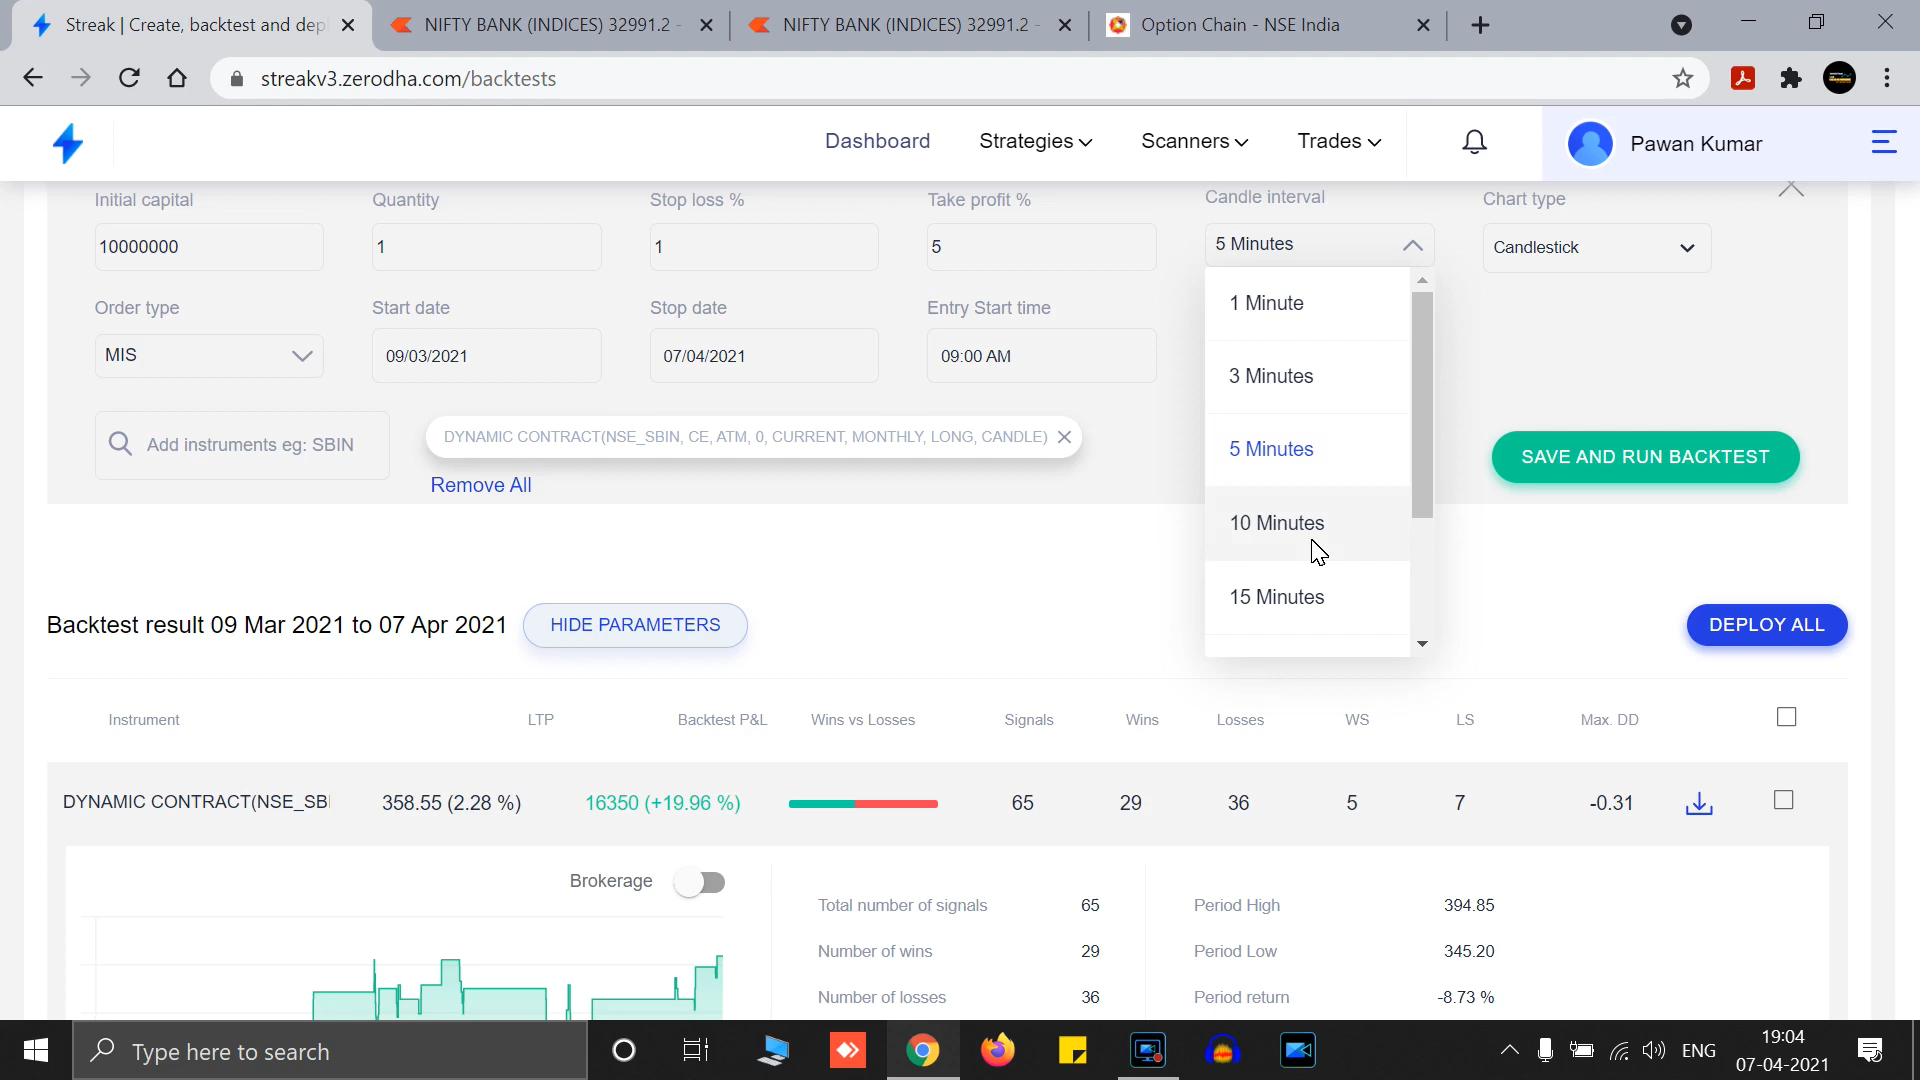 Streak | Create, backtest and dep
NIFTY BANK (INDICES) 32991.2 -
NIFTY BANK (INDICES) 32991.2 -
Option Chain - NSE India
streakv3.zerodha.com/backtests
Dashboard
Strategies
Scanners
Trades
Pawan Kumar
Initial capital
Quantity
Stop loss %
Take profit %
Candle interval
Chart type
10000000
1
1
5
5 Minutes
Candlestick
1 Minute
3 Minutes
5 Minutes
10 Minutes
15 Minutes
Order type
Start date
Stop date
Entry Start time
MIS
09/03/2021
07/04/2021
09:00 AM
Add instruments eg: SBIN
DYNAMIC CONTRACT(NSE_SBIN, CE, ATM, 0, CURRENT, MONTHLY, LONG, CANDLE)
Remove All
SAVE AND RUN BACKTEST
Backtest result 09 Mar 2021 to 07 Apr 2021
HIDE PARAMETERS
DEPLOY ALL
Instrument
LTP
Backtest P&L
Wins vs Losses
Signals
Wins
Losses
WS
LS
Max. DD
DYNAMIC CONTRACT(NSE_SBI
358.55 (2.28 %)
16350 (+19.96 %)
65
29
36
5
7
-0.31
Brokerage
Total number of signals 65
Number of wins 29
Number of losses 36
Period High 394.85
Period Low 345.20
Period return -8.73 %
Type here to search
ENG
19:04
07-04-2021